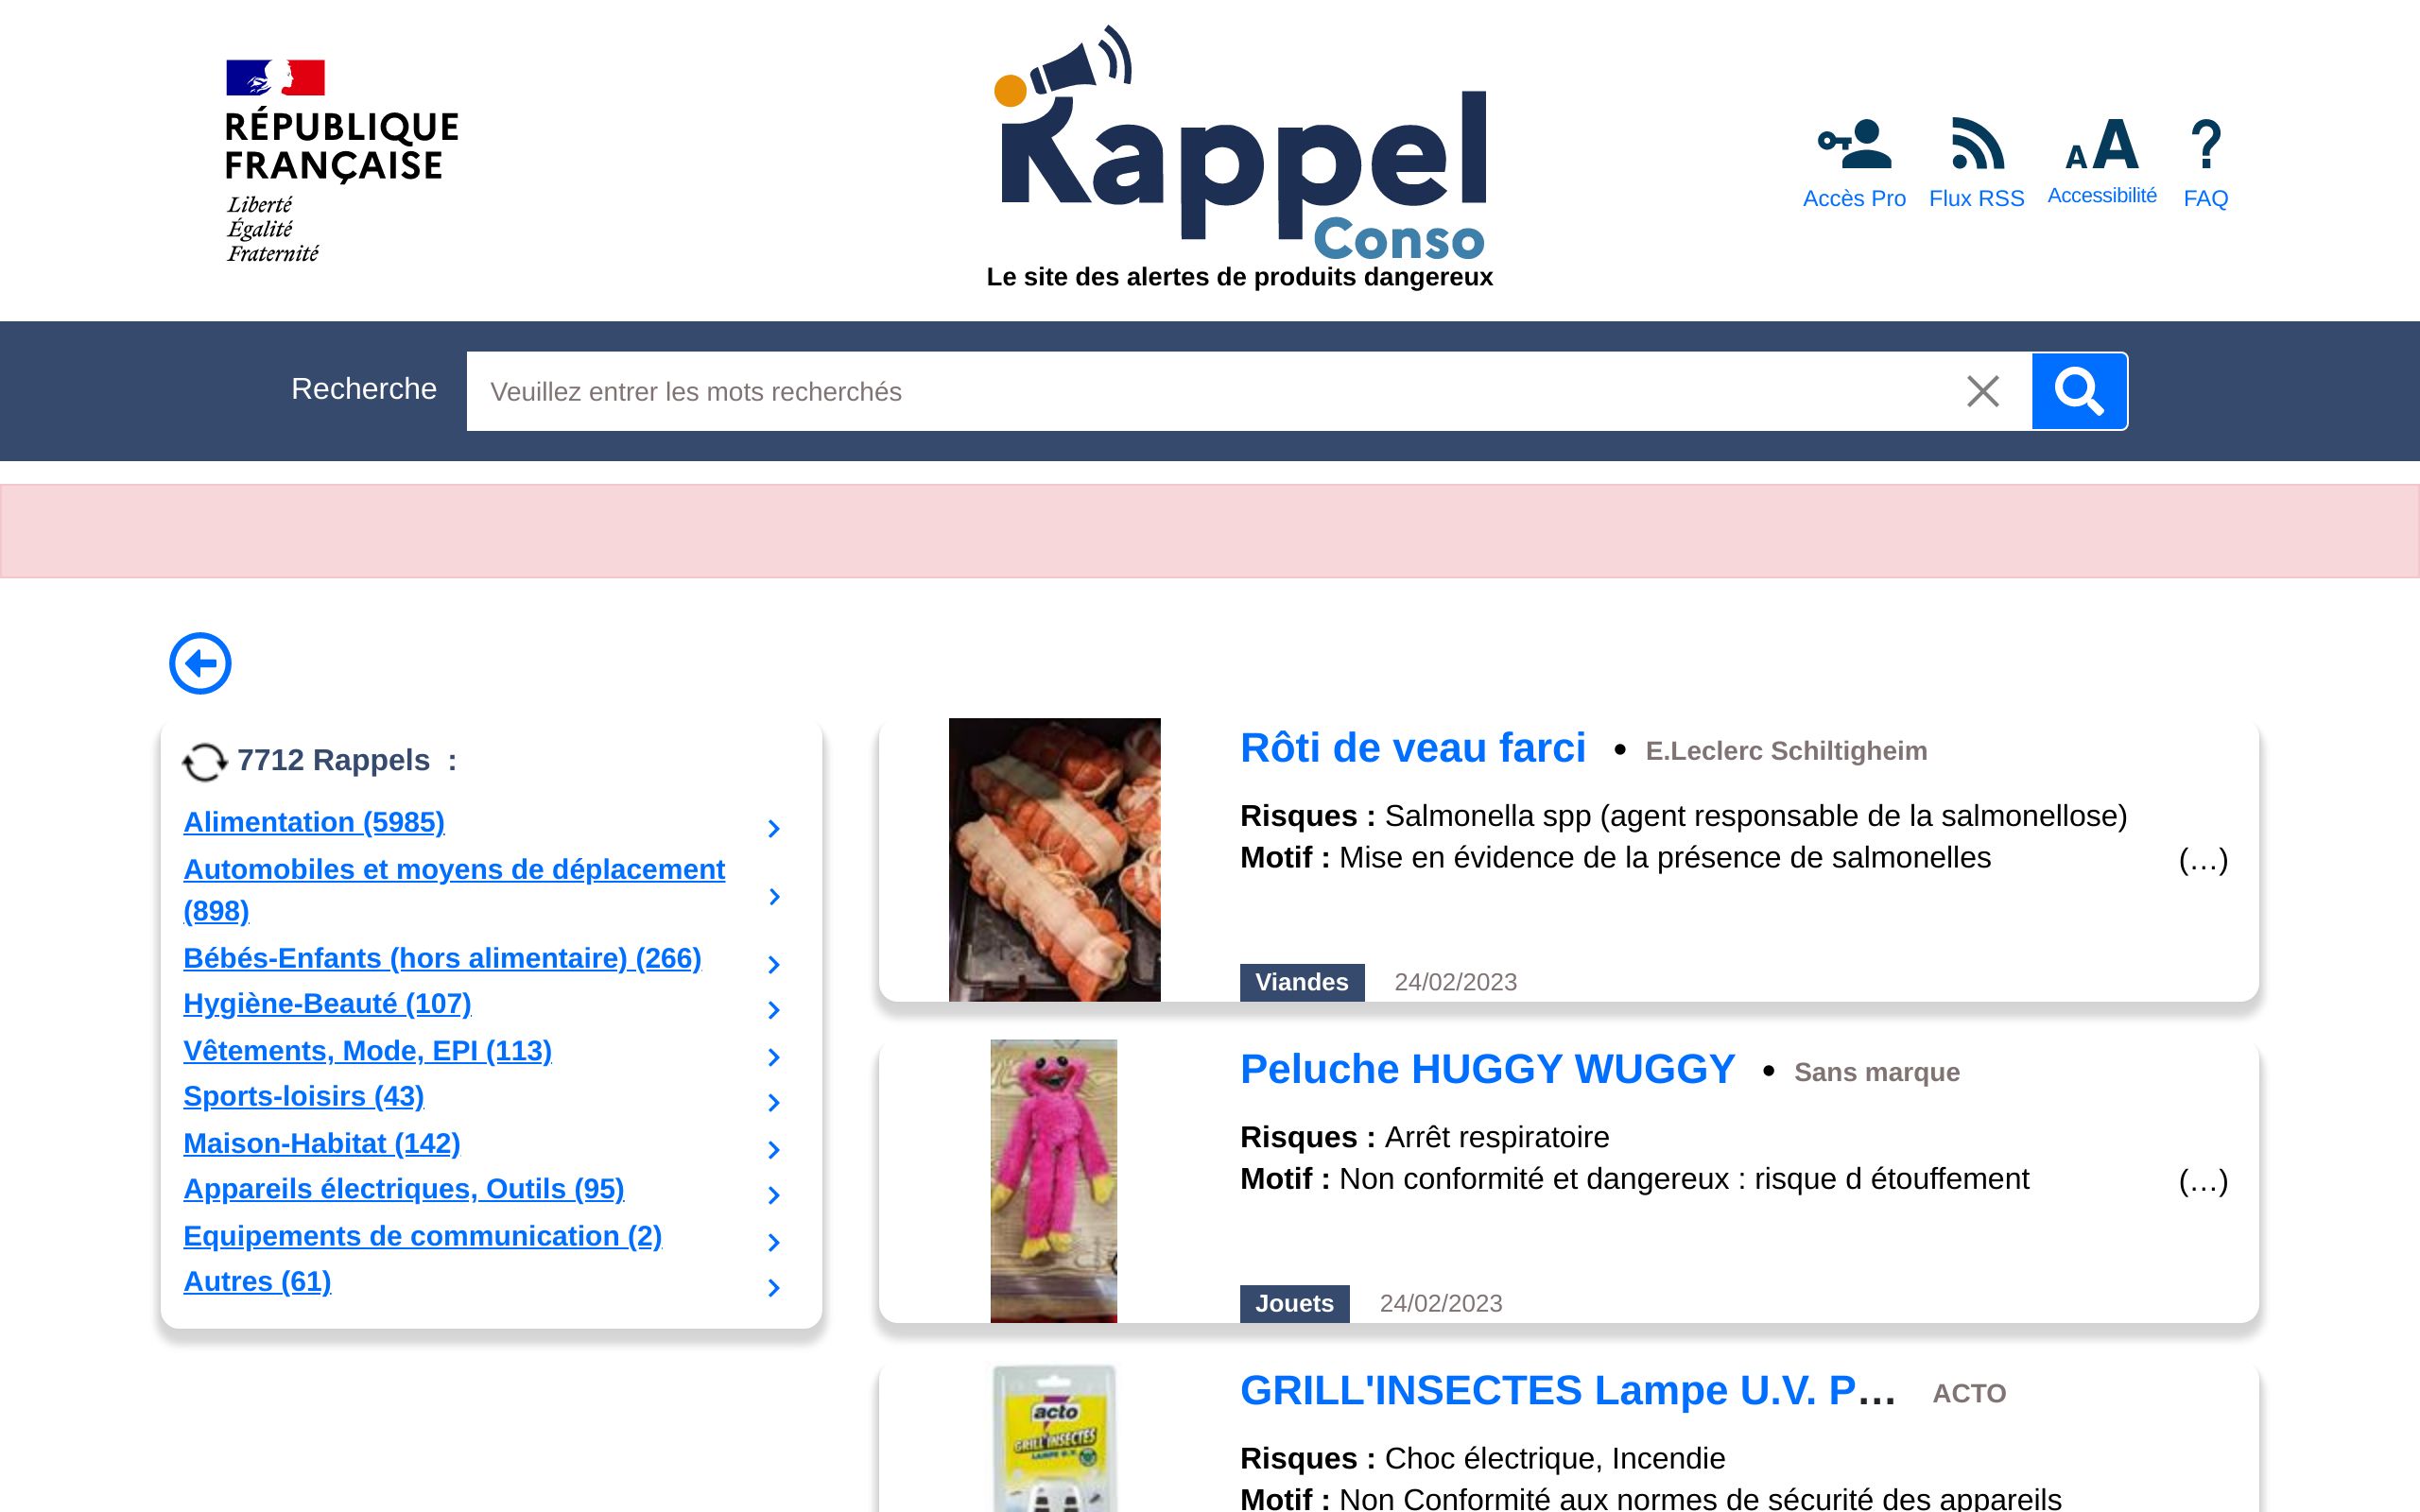 RÉPUBLIQUE
FRANÇAISE
Liberté
Égalité
Fraternité
Rappel
Conso
Le site des alertes de produits dangereux
Accès Pro
Flux RSS
AA
Accessibilité
?
FAQ
Recherche
Veuillez entrer les mots recherchés
7712 Rappels :
Alimentation (5985)
Automobiles et moyens de déplacement
(898)
Bébés-Enfants (hors alimentaire) (266)
Hygiène-Beauté (107)
Vêtements, Mode, EPI (113)
Sports-loisirs (43)
Maison-Habitat (142)
Appareils électriques, Outils (95)
Equipements de communication (2)
Autres (61)
Rôti de veau farci • E.Leclerc Schiltigheim
Risques : Salmonella spp (agent responsable de la salmonellose)
Motif : Mise en évidence de la présence de salmonelles (…)
Viandes 24/02/2023
Peluche HUGGY WUGGY • Sans marque
Risques : Arrêt respiratoire
Motif : Non conformité et dangereux : risque d étouffement (…)
Jouets 24/02/2023
GRILL'INSECTES Lampe U.V. P… ACTO
Risques : Choc électrique, Incendie
Motif : Non Conformité aux normes de sécurité des appareils
acto
GRILL'INSECTES
LAMPE U.V.